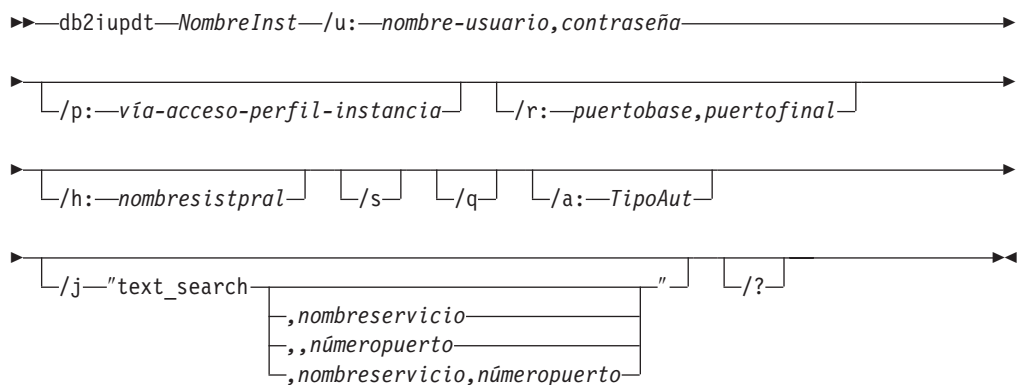 db2iupdt NombreInst /u: nombre-usuario,contraseña
/p: vía-acceso-perfil-instancia /r: puertobase,puertofinal
/h: nombresistpral /s /q /a: TipoAut
/j "text_search " /?
,nombreservicio
,,númeropuerto
,nombreservicio,númeropuerto